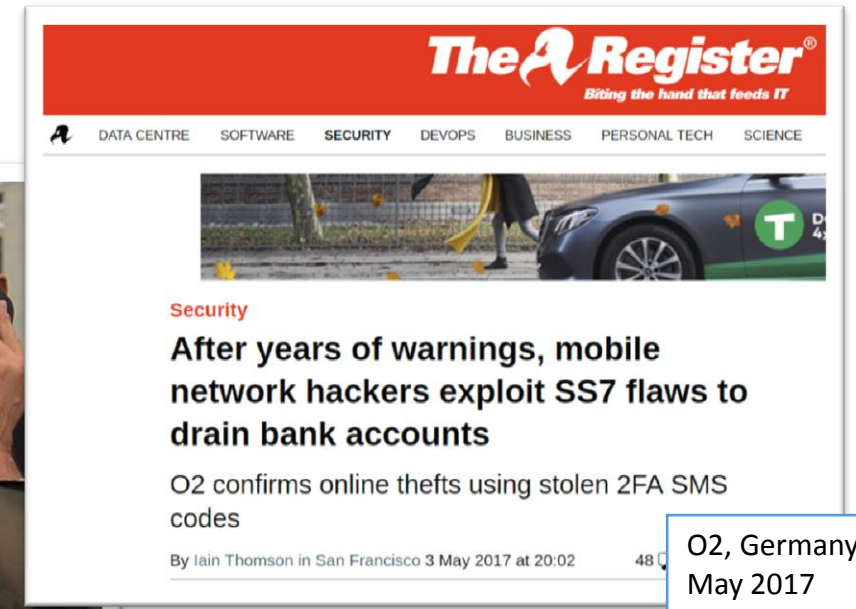 The Register®
Biting the hand that feeds IT
DATA CENTRE SOFTWARE SECURITY DEVOPS BUSINESS PERSONAL TECH SCIENCE
T
Security
After years of warnings, mobile
network hackers exploit SS7 flaws to
drain bank accounts
O2 confirms online thefts using stolen 2FA SMS
codes
By Iain Thomson in San Francisco 3 May 2017 at 20:02 48
O2, Germany
May 2017